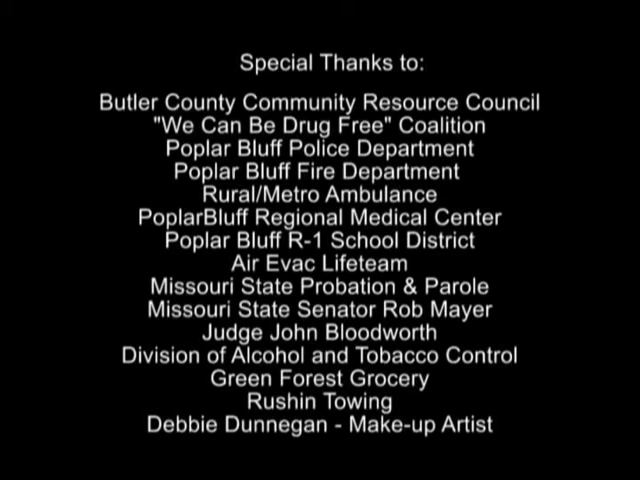 Special Thanks to:
Butler County Community Resource Council
"We Can Be Drug Free" Coalition
Poplar Bluff Police Department
Poplar Bluff Fire Department
Rural/Metro Ambulance
PoplarBluff Regional Medical Center
Poplar Bluff R-1 School District
Air Evac Lifeteam
Missouri State Probation & Parole
Missouri State Senator Rob Mayer
Judge John Bloodworth
Division of Alcohol and Tobacco Control
Green Forest Grocery
Rushin Towing
Debbie Dunnegan - Make-up Artist